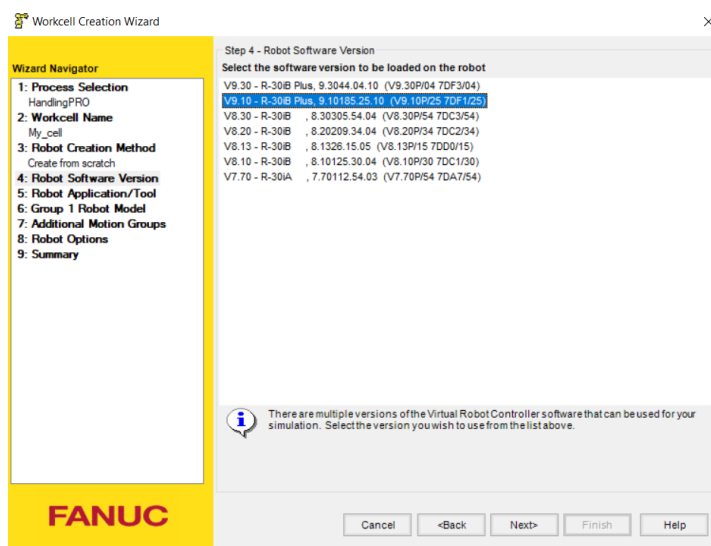 Workcell Creation Wizard
Wizard Navigator
1: Process Selection
HandlingPRO
2: Workcell Name
My_cell
3: Robot Creation Method
Create from scratch
4: Robot Software Version
5: Robot Application/Tool
6: Group 1 Robot Model
7: Additional Motion Groups
8: Robot Options
9: Summary
FANUC
Step 4 - Robot Software Version
Select the software version to be loaded on the robot
V9.30 - R-30iB Plus, 9.3044.04.10 (V9.30P/04 7DF3/04)
V9.10 - R-30iB Plus, 9.10185.25.10 (V9.10P/25 7DF1/25)
V8.30 - R-30iB , 8.30305.54.04 (V8.30P/54 7DC3/54)
V8.20 - R-30iB , 8.20209.34.04 (V8.20P/34 7DC2/34)
V8.13 - R-30iB , 8.1326.15.05 (V8.13P/15 7DD0/15)
V8.10 - R-30iB , 8.10125.30.04 (V8.10P/30 7DC1/30)
V7.70 - R-30iA , 7.70112.54.03 (V7.70P/54 7DA7/54)
There are multiple versions of the Virtual Robot Controller software that can be used for your
simulation. Select the version you wish to use from the list above.
Cancel <Back Next> Finish Help